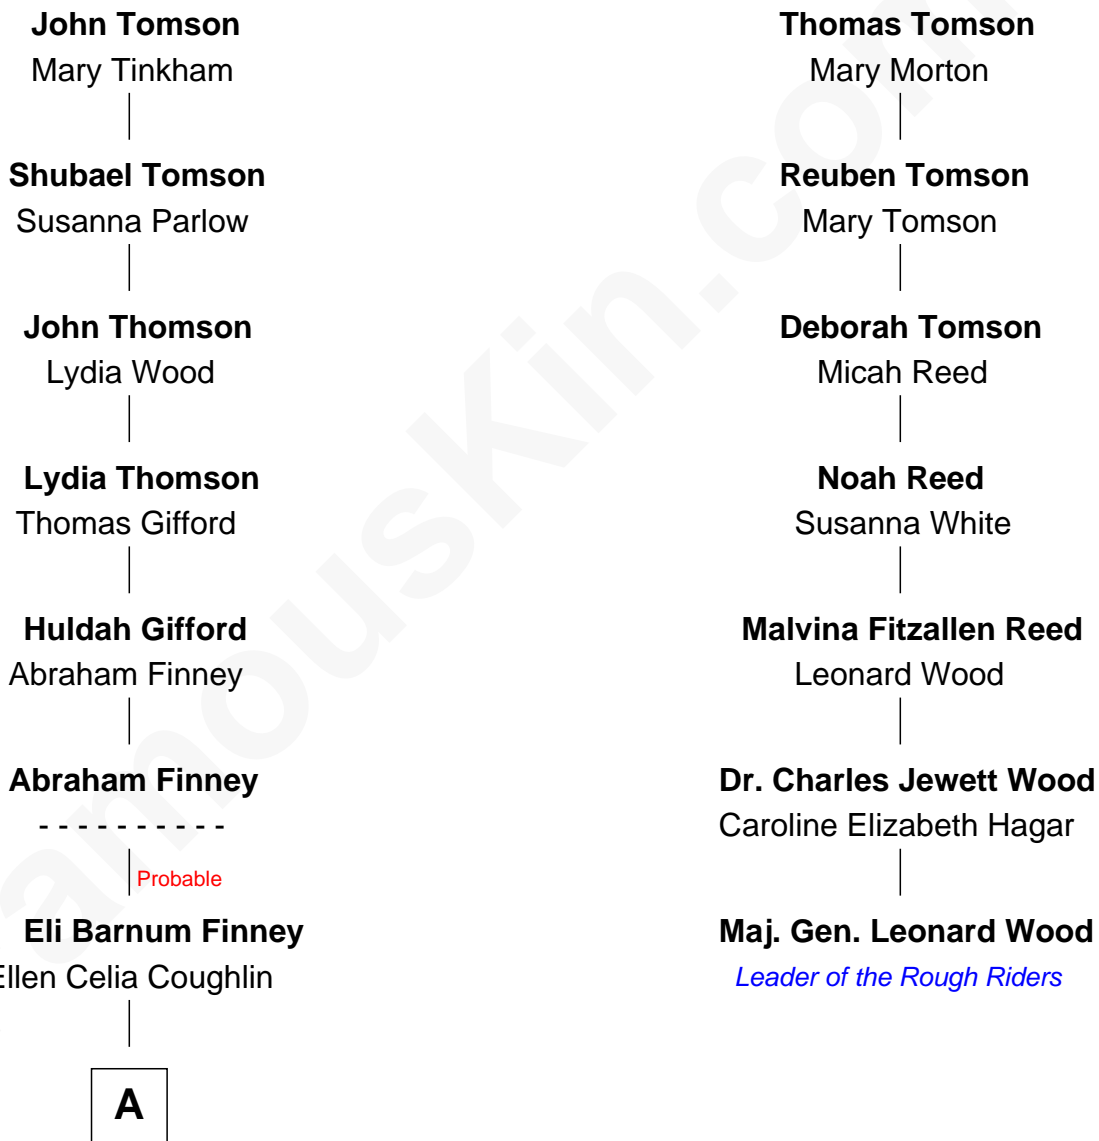 John Tomson
Mary Tinkham
Shubael Tomson
Susanna Parlow
John Thomson
Lydia Wood
Lydia Thomson
Thomas Gifford
Huldah Gifford
Abraham Finney
Abraham Finney
- - - - - - - - - -
Probable
Eli Barnum Finney
Ellen Celia Coughlin
A
Thomas Tomson
Mary Morton
Reuben Tomson
Mary Tomson
Deborah Tomson
Micah Reed
Noah Reed
Susanna White
Malvina Fitzallen Reed
Leonard Wood
Dr. Charles Jewett Wood
Caroline Elizabeth Hagar
Maj. Gen. Leonard Wood
Leader of the Rough Riders
amouskin.com